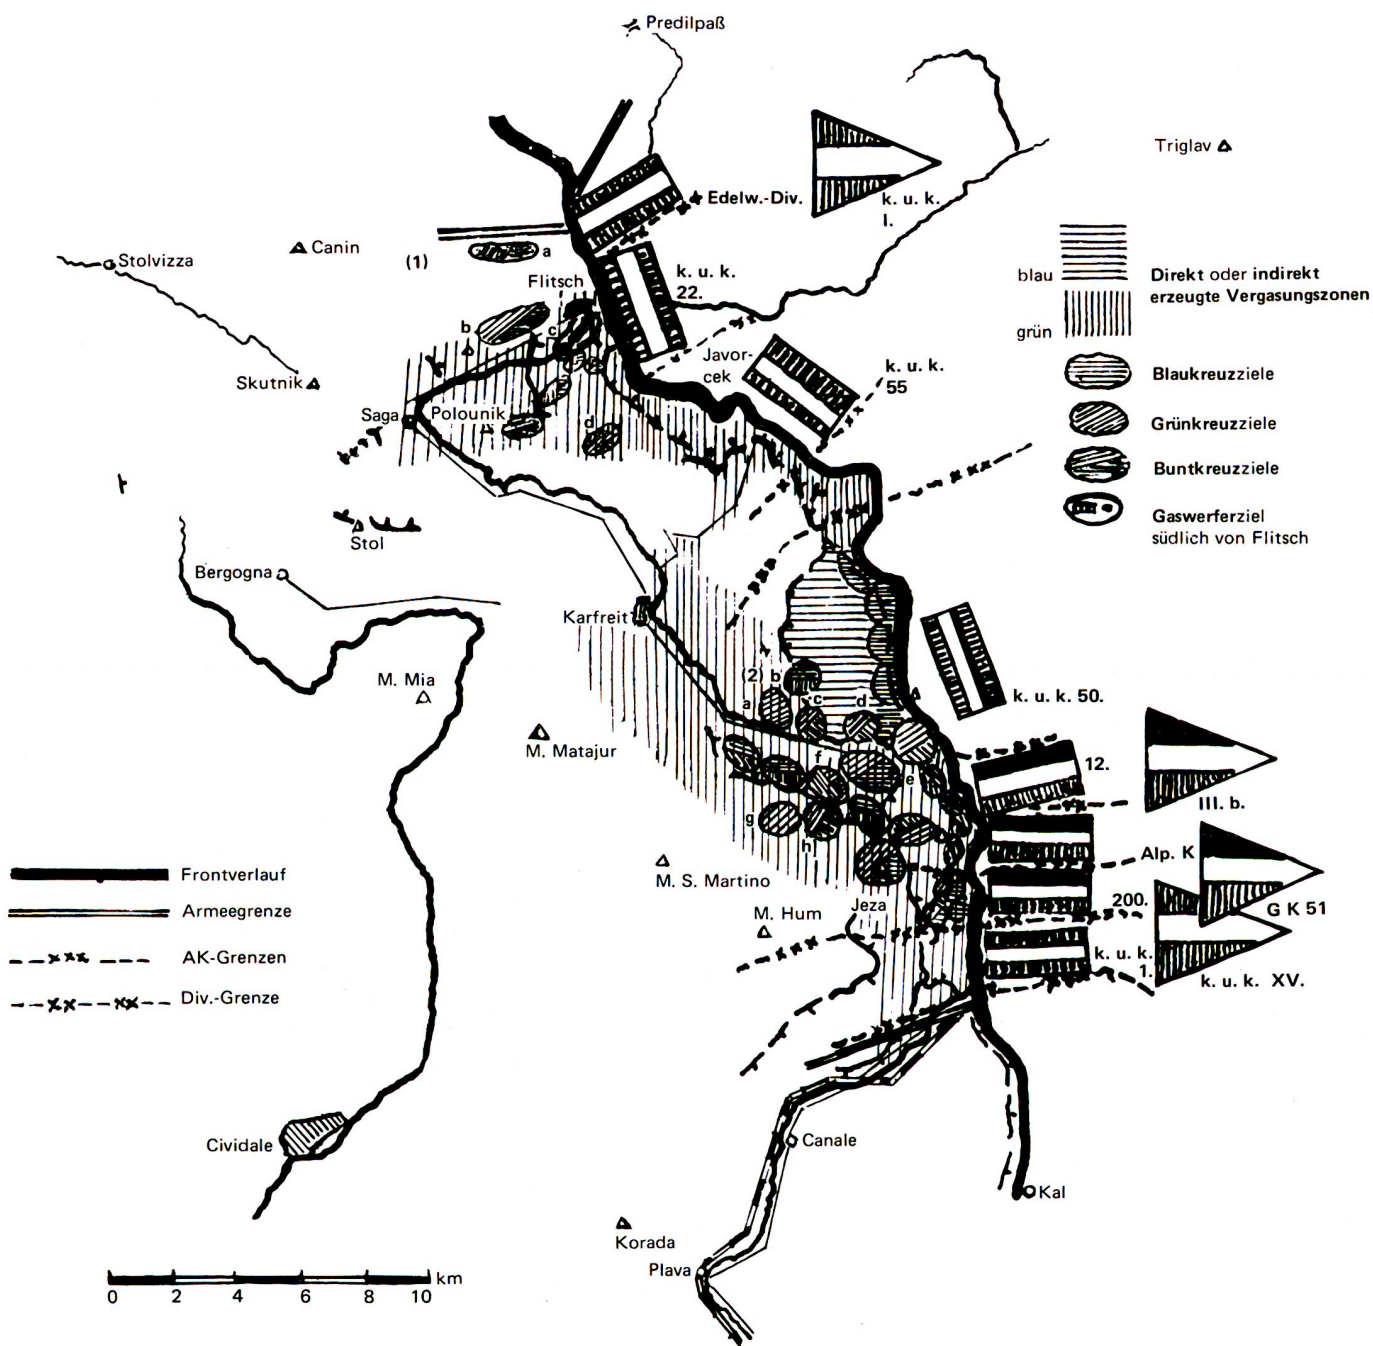 Predilpaß
Triglav
k. u. k.
I.
Edelw.-Div.
Canin
(1)
a
Stolvizza
Flitsch
k. u. k.
22.
blau
grün
Direkt oder indirekt
erzeugte Vergasungszonen
b
c
Javor-
cek
k. u. k.
55
Blaukreuzziele
Skutnik
Saga
Polounik
d
Grünkreuzziele
Buntkreuzziele
Gaswerferziel
südlich von Flitsch
Stol
Bergogna
Karfreit
M. Mia
(2)
b
a
c
d
k. u. k. 50.
M. Matajur
f
e
12.
III. b.
g
h
Alp. K
M. S. Martino
Frontverlauf
Jeza
200.
G K 51
Armeegrenze
M. Hum
k. u. k.
1.
k. u. k. XV.
AK-Grenzen
Div.-Grenze
Cividale
Canale
Kal
Korada
Plava
km
0 2 4 6 8 10